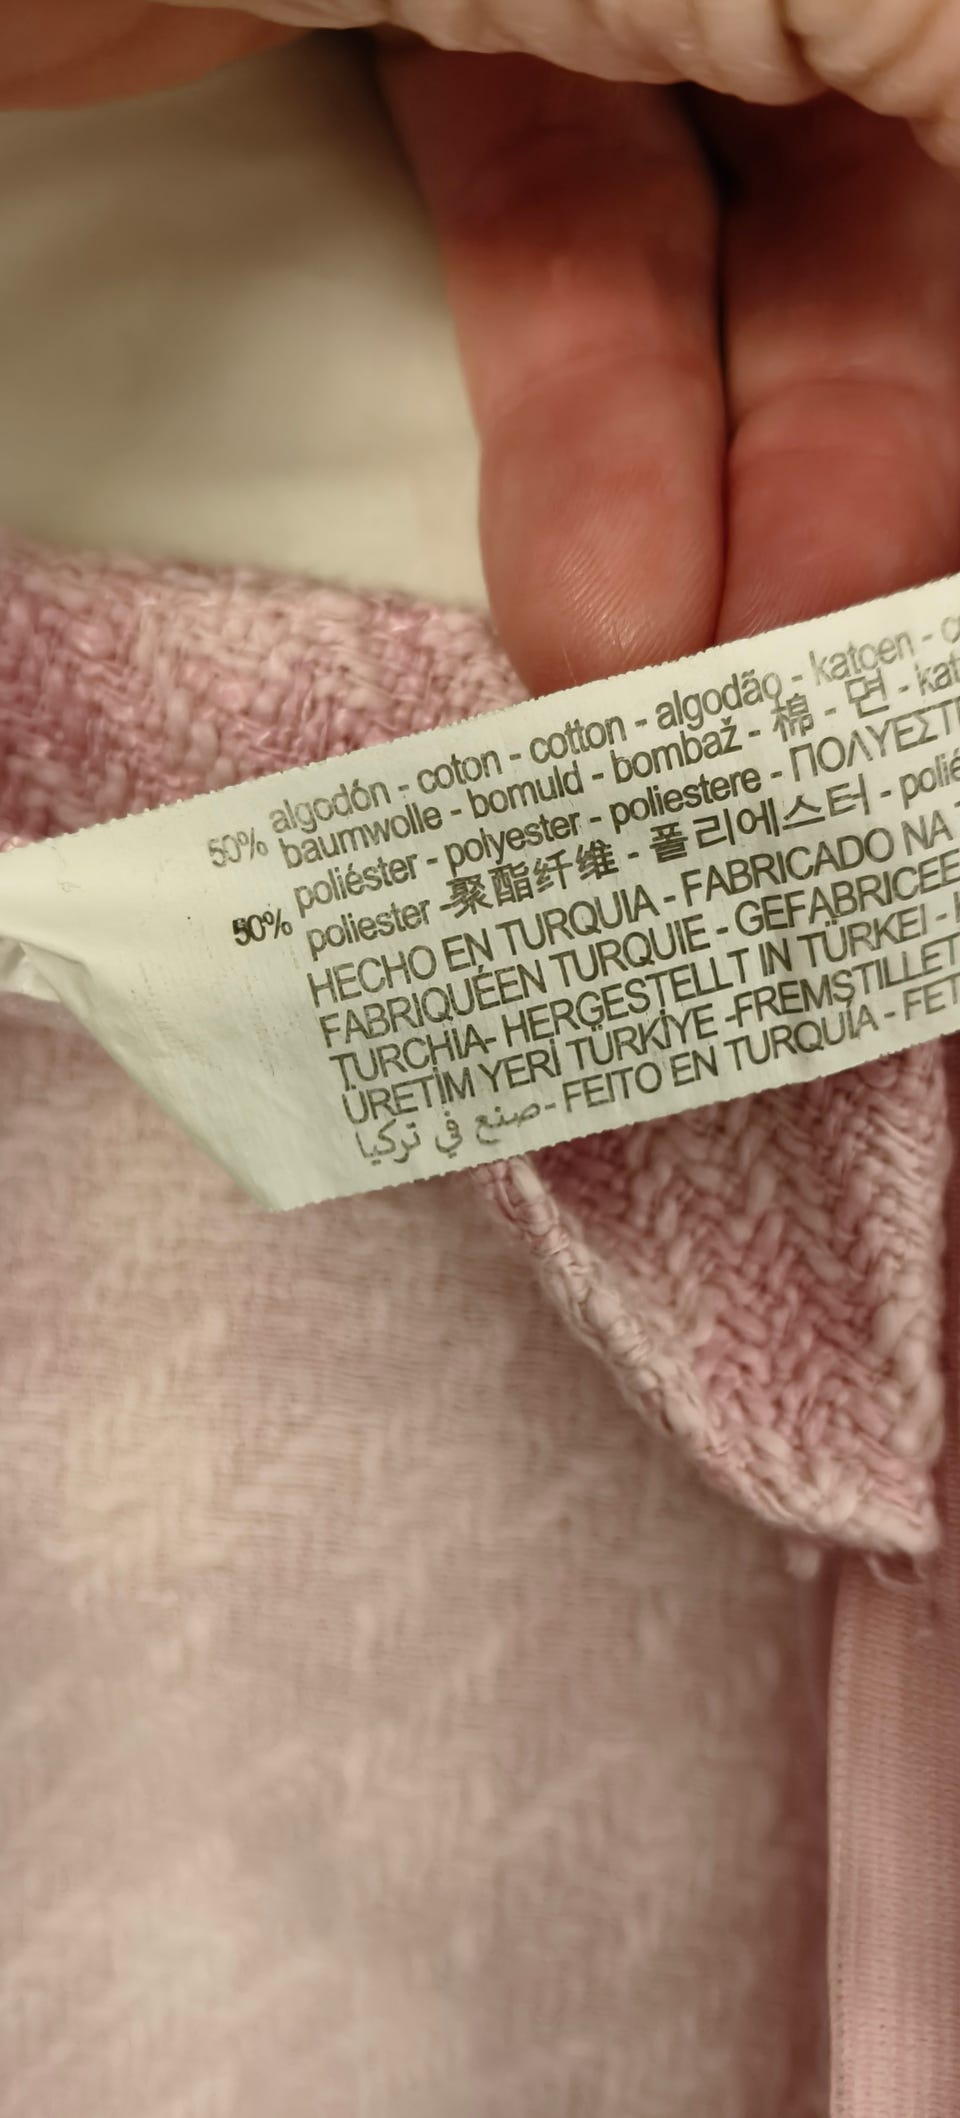 50% algodón - coton - cotton - algodão - katoen -
baumwolle - bomuld - bombaž - 棉 - 면 -
50% poliéster - polyester - poliestere -
poliester - 聚酯纤维 - 폴리에스터 -
HECHO EN TURQUIA - FABRICADO NA
FABRIQUÉEN TURQUIE - GEFABRICEE
TURCHIA- HERGESTELLT IN TÜRKEI -
ÜRETİM YERİ TÜRKİYE -FREMSTILLET
صنع في تركيا - FEITO EN TURQUÍA -